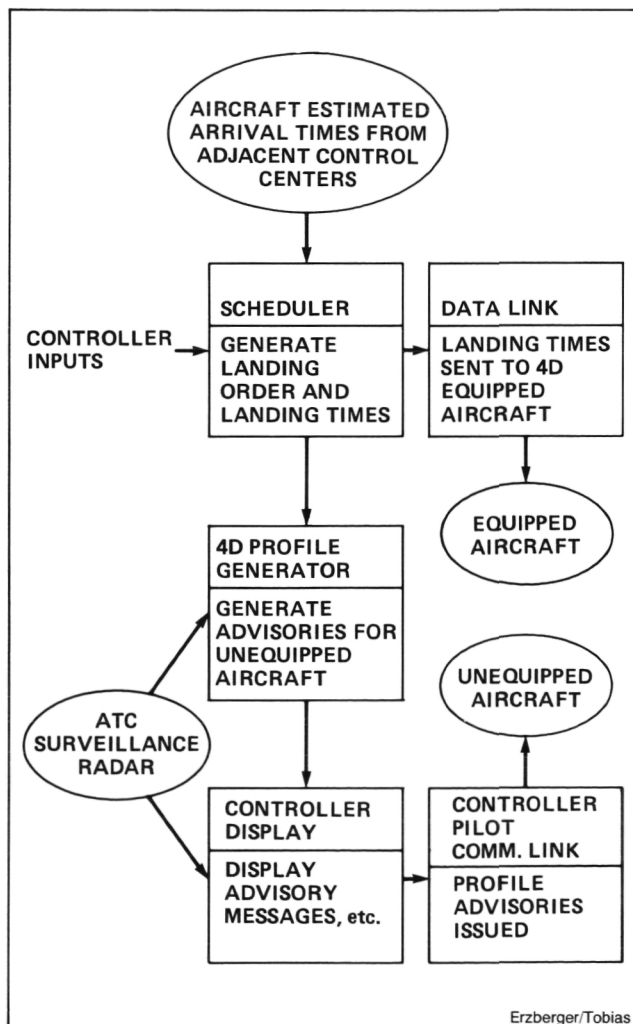 AIRCRAFT ESTIMATED
ARRIVAL TIMES FROM
ADJACENT CONTROL
CENTERS
CONTROLLER
INPUTS
SCHEDULER
GENERATE
LANDING
ORDER AND
LANDING TIMES
DATA LINK
LANDING TIMES
SENT TO 4D
EQUIPPED
AIRCRAFT
EQUIPPED
AIRCRAFT
4D PROFILE
GENERATOR
GENERATE
ADVISORIES FOR
UNEQUIPPED
AIRCRAFT
ATC
SURVEILLANCE
RADAR
UNEQUIPPED
AIRCRAFT
CONTROLLER
DISPLAY
DISPLAY
ADVISORY
MESSAGES, etc.
CONTROLLER
PILOT
COMM. LINK
PROFILE
ADVISORIES
ISSUED
Erzberger/Tobias